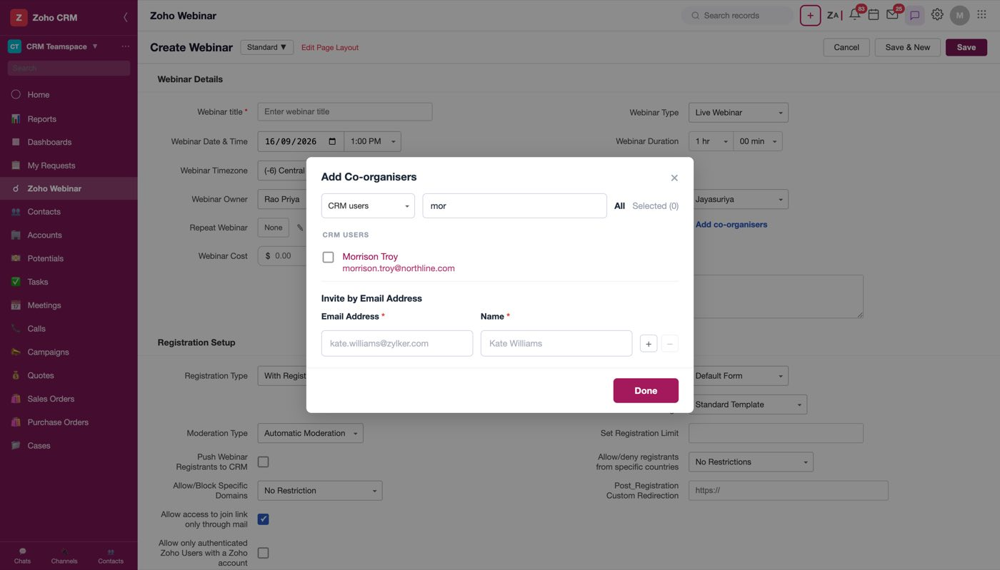 Z Zoho CRM
CT CRM Teamspace
Search
Home
Reports
Dashboards
My Requests
Zoho Webinar
Contacts
Accounts
Potentials
Tasks
17 Meetings
Calls
Campaigns
Quotes
Sales Orders
Purchase Orders
Cases
Chats Channels Contacts
Zoho Webinar
Search records
+ ZA 83 25 M
Create Webinar Standard ▼ Edit Page Layout
Cancel Save & New Save
Webinar Details
Webinar title * Enter webinar title
Webinar Type Live Webinar
Webinar Date & Time 16/09/2026 1:00 PM
Webinar Duration 1 hr 00 min
Webinar Timezone (-6) Central
Webinar Owner Rao Priya
Jayasuriya
Repeat Webinar None
Add co-organisers
Webinar Cost $ 0.00
Add Co-organisers
CRM users mor All Selected (0)
CRM USERS
Morrison Troy
morrison.troy@northline.com
Invite by Email Address
Email Address * Name *
kate.williams@zylker.com Kate Williams + −
Done
Registration Setup
Registration Type With Regist
Default Form
Standard Template
Moderation Type Automatic Moderation
Set Registration Limit
Push Webinar
Registrants to CRM
Allow/deny registrants
from specific countries
No Restrictions
Allow/Block Specific
Domains
No Restriction
Post_Registration
Custom Redirection
https://
Allow access to join link
only through mail
Allow only authenticated
Zoho Users with a Zoho
account